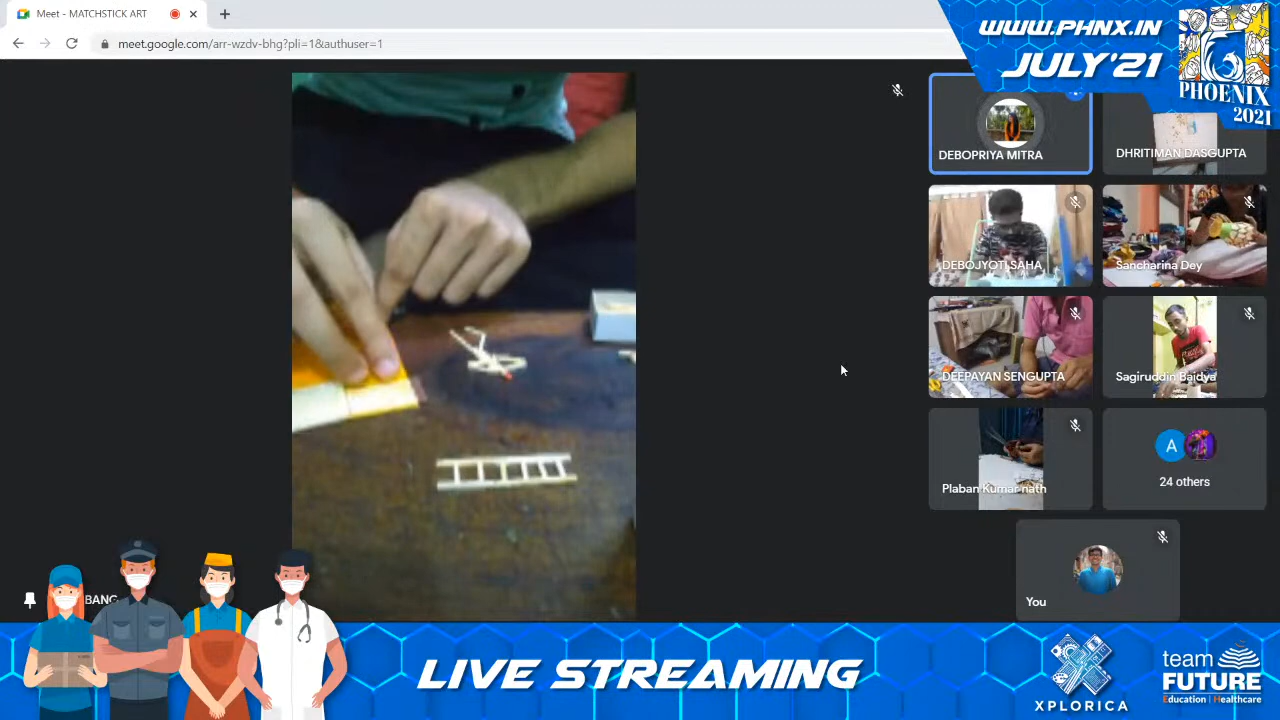 Meet - MATCHSTICK ART
meet.google.com/arr-wzdv-bhg?pli=1&authuser=1
WWW.PHNX.IN
JULY'21
PHOENIX
2021
DEBOPRIYA MITRA
DHRITIMAN DASGUPTA
DEBOJYOTI SAHA
Sancharina Dey
DEEPAYAN SENGUPTA
Sagiruddin Baidya
Plaban Kumar nath
A
24 others
You
BANG
LIVE STREAMING
XPLORICA
team
FUTURE
Education | Healthcare